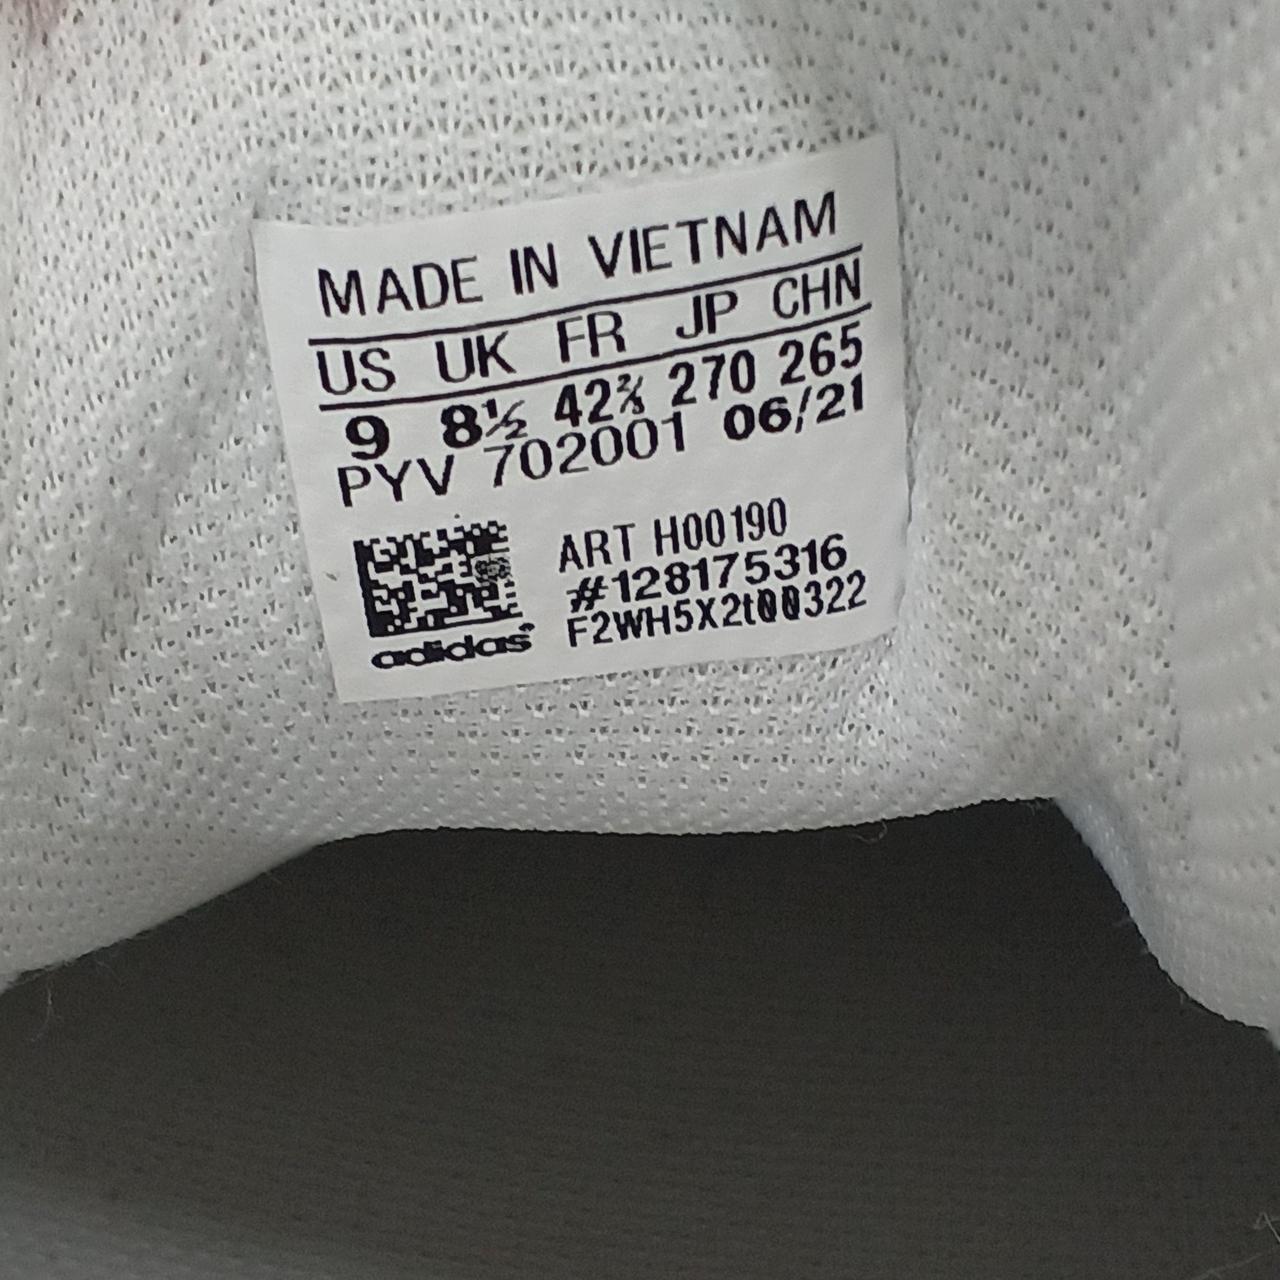 MADE IN VIETNAM
US UK FR JP CHN
9 8½ 42⅔ 270 265
PYV 702001 06/21
ART H00190
#128175316
F2WH5X2t00322
adidas